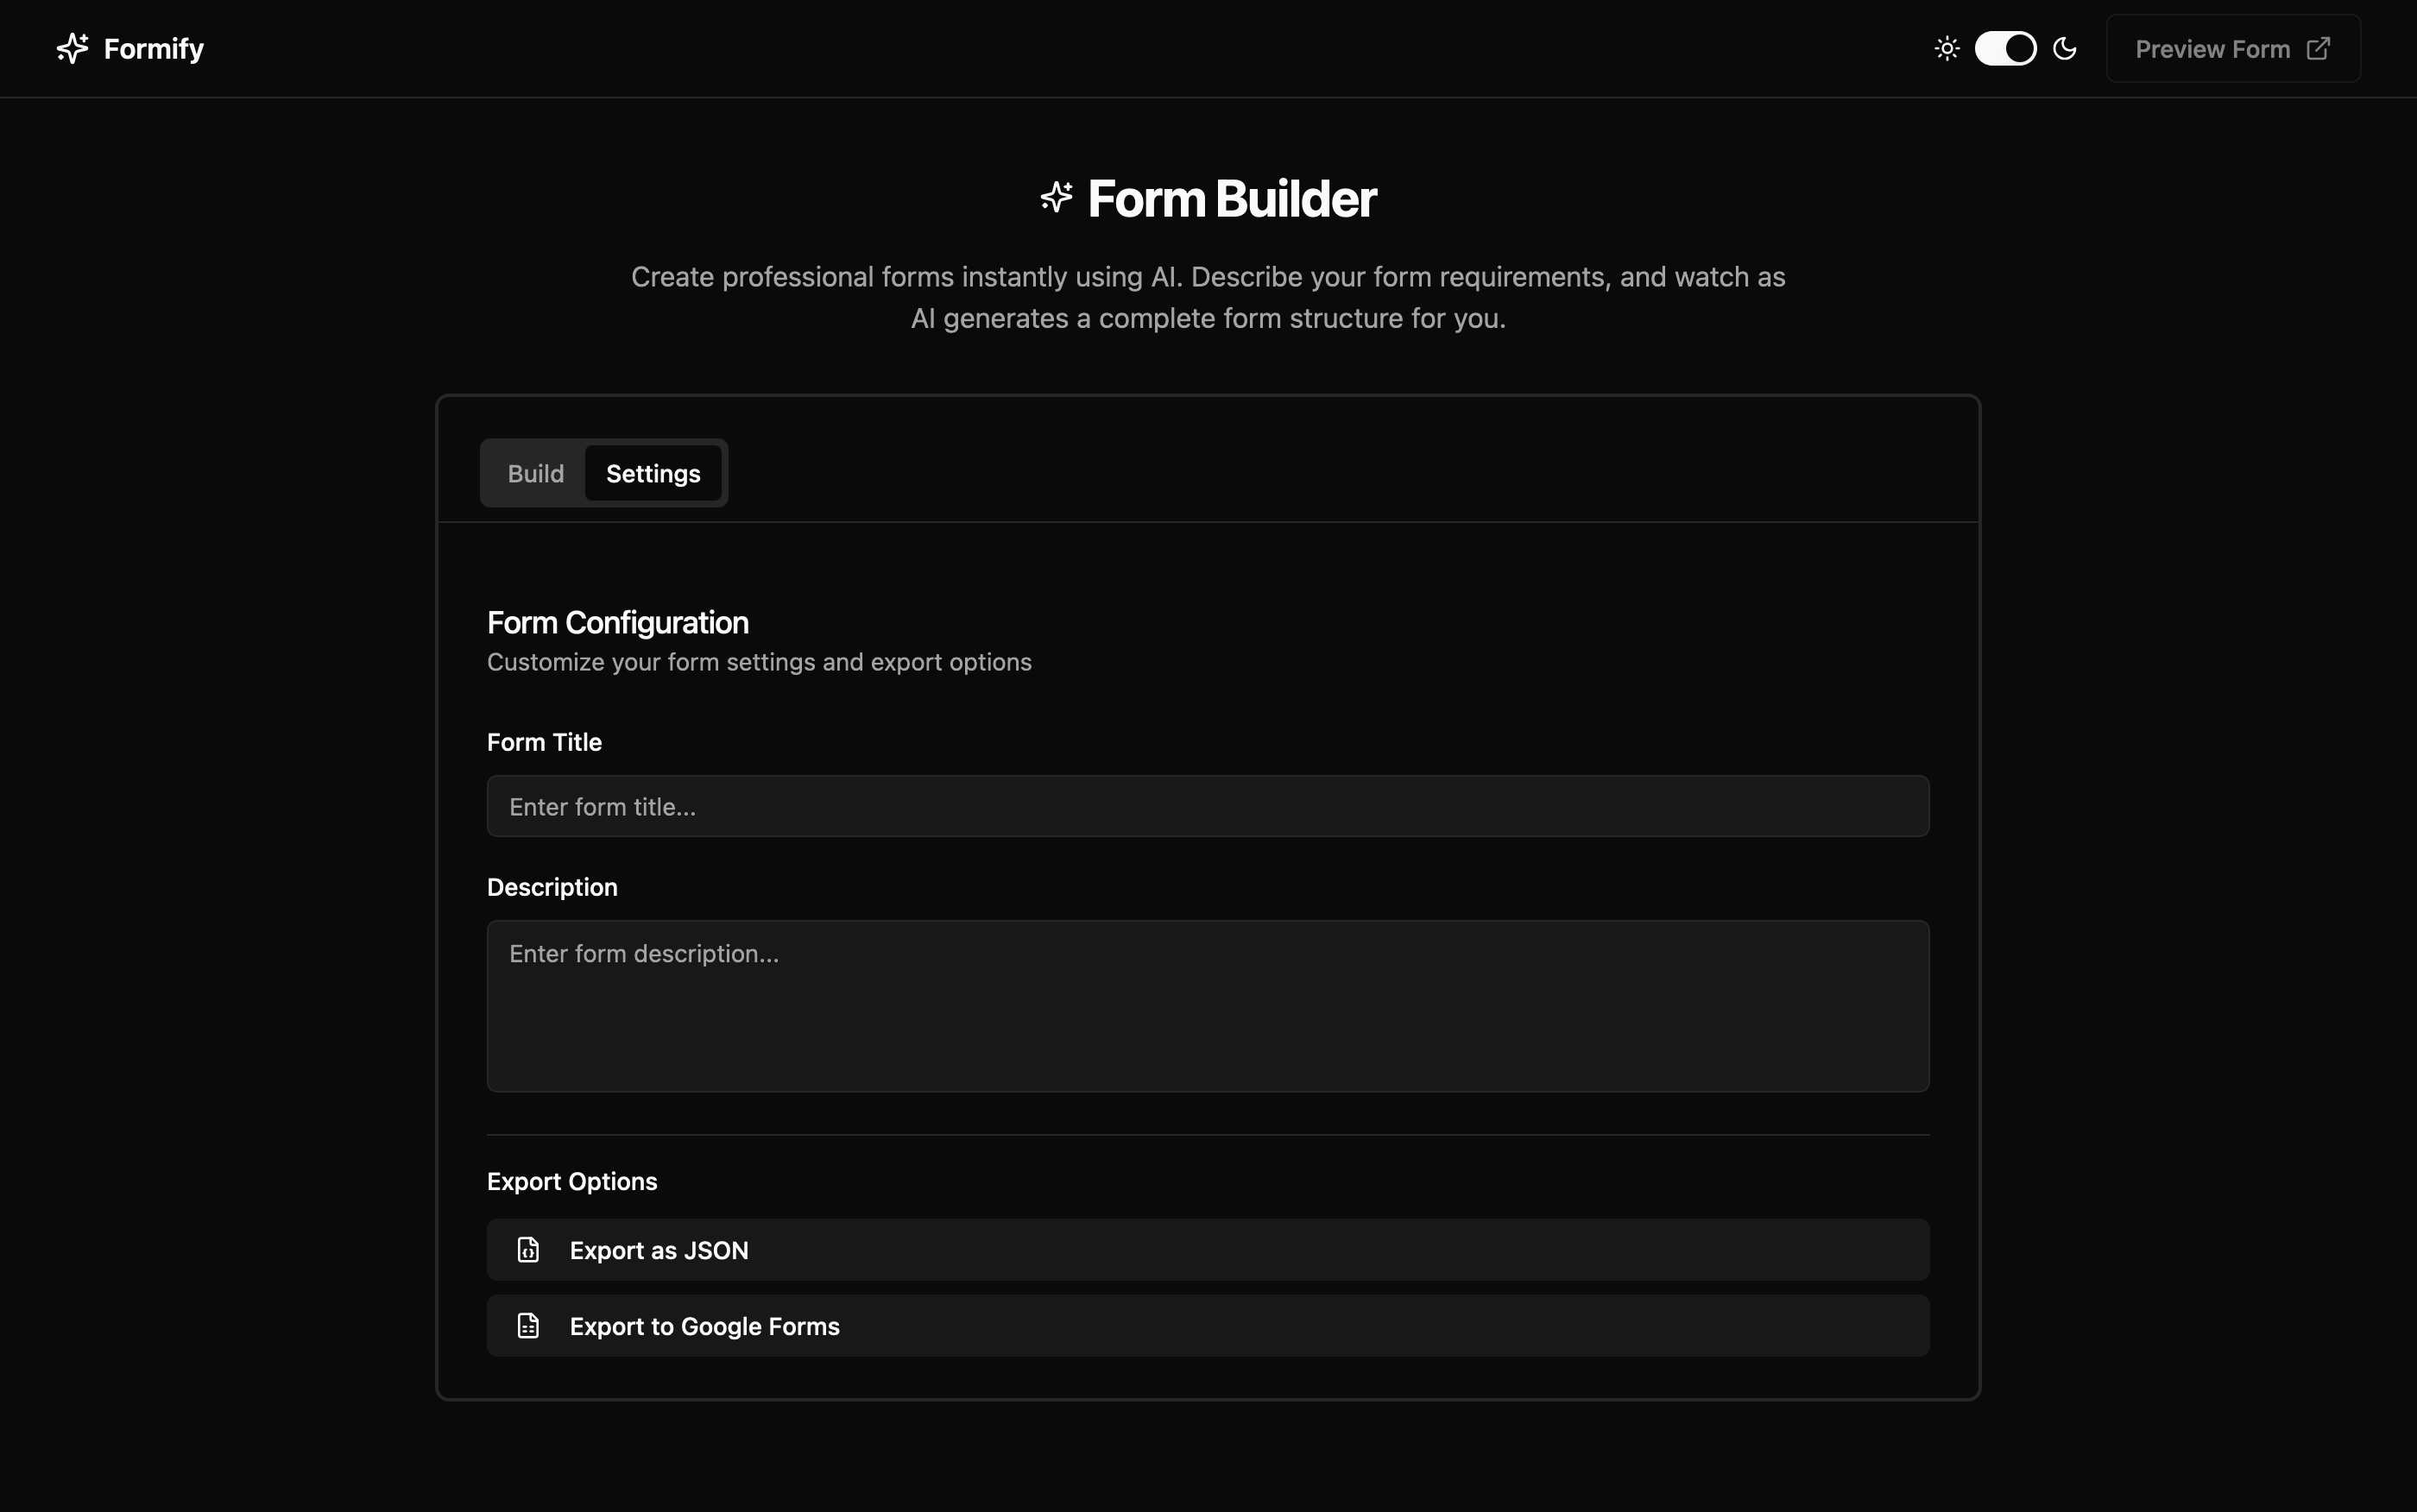 Formify
Preview Form
Form Builder
Create professional forms instantly using AI. Describe your form requirements, and watch as
AI generates a complete form structure for you.
Build
Settings
Form Configuration
Customize your form settings and export options
Form Title
Enter form title...
Description
Enter form description...
Export Options
Export as JSON
Export to Google Forms